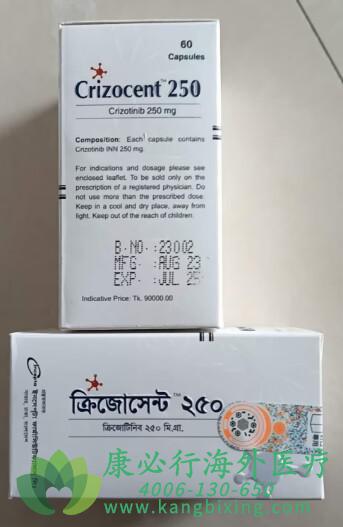 60
Capsules
Crizocent™ 250
Crizotinib 250 mg
Composition: Each capsule contains
Crizotinib INN 250 mg.
For indications and dosage please see
enclosed leaflet. To be sold only on the
prescription of a registered physician. Do
not use more than the prescribed dose.
Keep in a cool and dry place, away from
light. Keep out of the reach of children.
B.NO.:23002
MFG.:AUG 23
EXP.:JUL 25
Indicative Price: Tk. 90000.00
ক্রিজোসেন্ট™ ২৫০
ক্রিজোটিনিব ২৫০ মি.গ্রা.
康必行海外医疗
4006-130-650
www.kangbixing.com